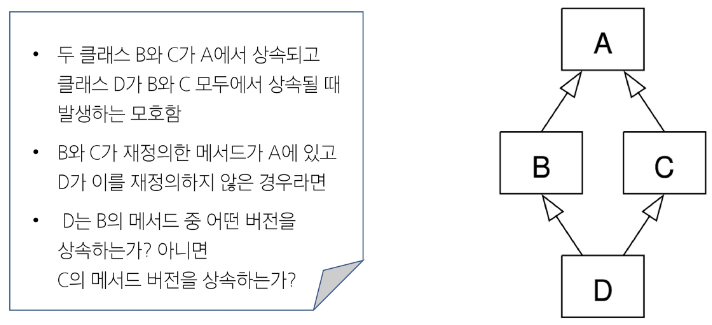 • 두 클래스 B와 C가 A에서 상속되고
클래스 D가 B와 C 모두에서 상속될 때
발생하는 모호함
• B와 C가 재정의한 메서드가 A에 있고
D가 이를 재정의하지 않은 경우라면
• D는 B의 메서드 중 어떤 버전을
상속하는가? 아니면
C의 메서드 버전을 상속하는가?
A
B
C
D